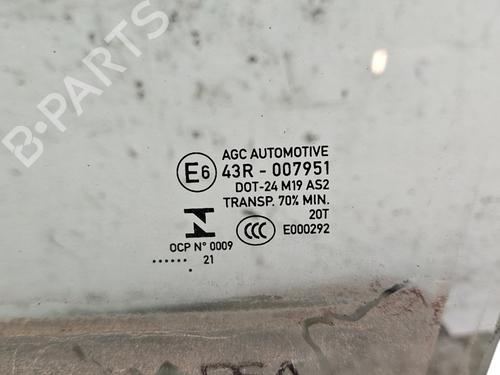 B-PARTS
AGC AUTOMOTIVE
E6 43R - 007951
DOT-24 M19 AS2
TRANSP. 70% MIN.
20T
CCC E000292
OCP N° 0009
21